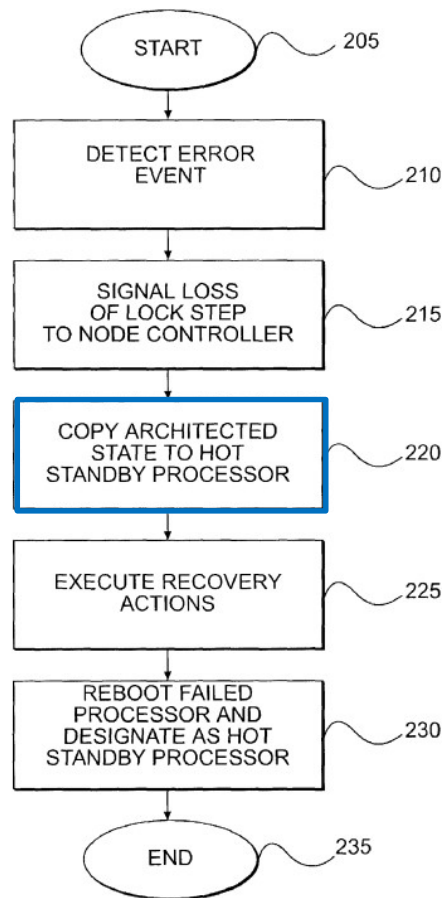 START
205
DETECT ERROR
EVENT
210
SIGNAL LOSS
OF LOCK STEP
TO NODE CONTROLLER
215
COPY ARCHITECTED
STATE TO HOT
STANDBY PROCESSOR
220
EXECUTE RECOVERY
ACTIONS
225
REBOOT FAILED
PROCESSOR AND
DESIGNATE AS HOT
STANDBY PROCESSOR
230
END
235